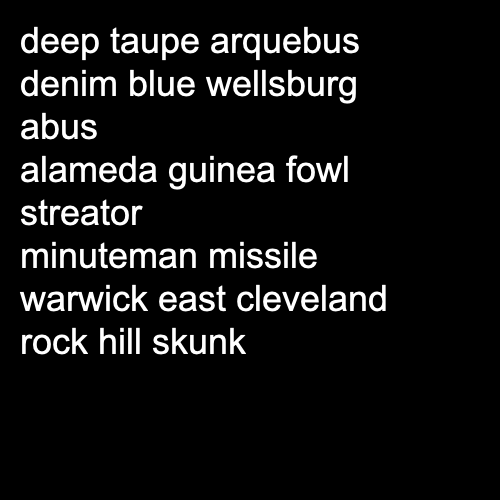 deep taupe arquebus
denim blue wellsburg
abus
alameda guinea fowl
streator
minuteman missile
warwick east cleveland
rock hill skunk